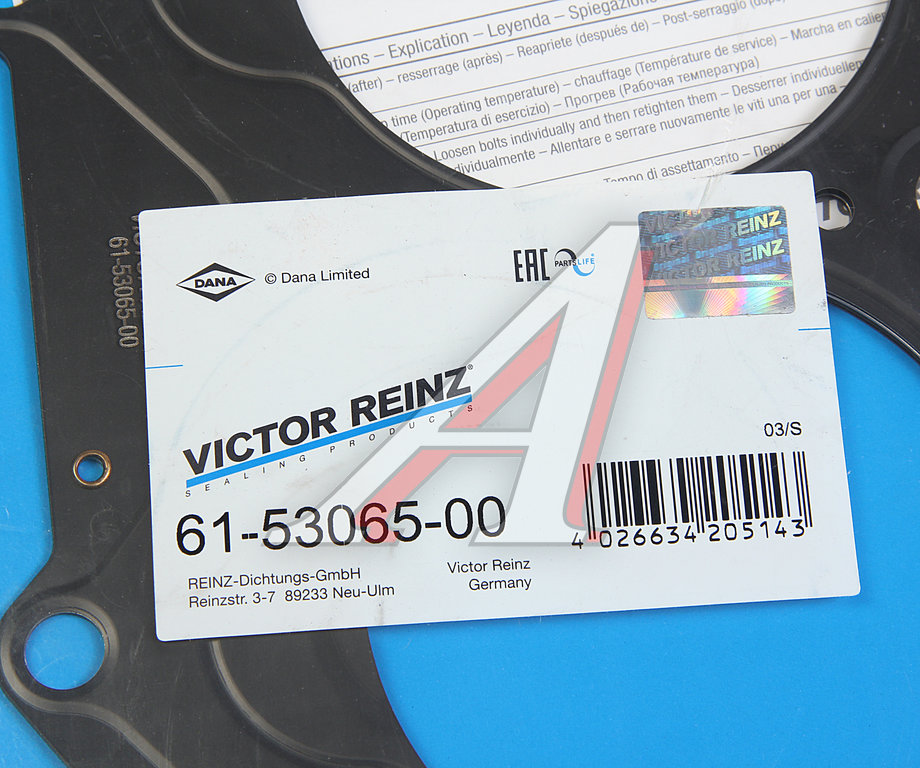 tions – Explication – Leyenda – Spiegazione
(after) – resserrage (après) – Reapriete (después de) – Post-serraggio (dopo)
time (Operating temperature) – chauffage (Température de service) – Marcha en calien
(Temperatura di esercizio) – Прогрев (Рабочая температура)
Loosen bolts individually and then retighten them – Desserrer individuellem
dividualmente – Allentare e serrare nuovamente le viti una per una –
Tempo di assettamento –
61-53065-00
DANA
© Dana Limited
EAC
PARTSLIFE
VICTOR REINZ
VICTOR REINZ
VICTOR REINZ®
SEALING PRODUCTS
03/S
61-53065-00
4 026634 205143
REINZ-Dichtungs-GmbH
Reinzstr. 3-7 89233 Neu-Ulm
Victor Reinz
Germany